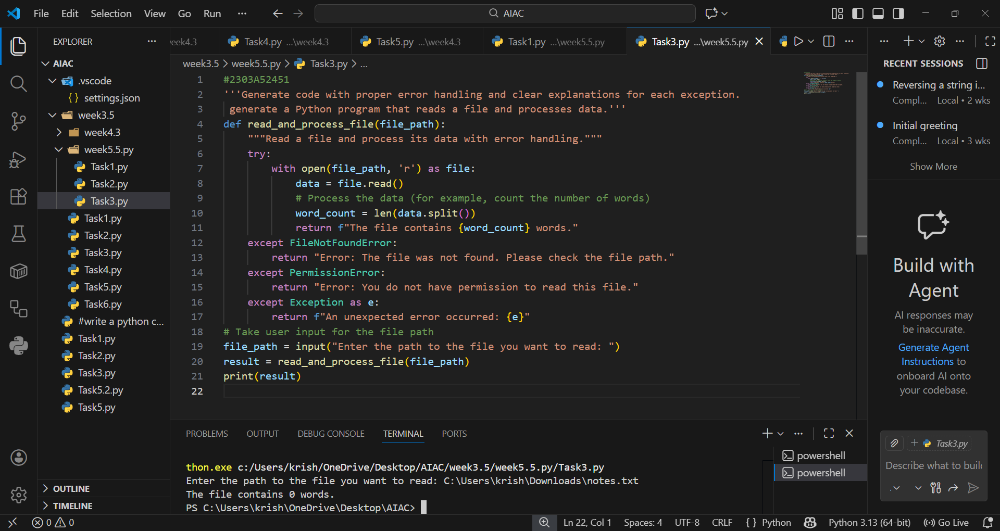 File Edit Selection View Go Run ··· AIAC
EXPLORER ···
AIAC
.vscode
{ } settings.json
week3.5
week4.3
week5.5.py
Task1.py
Task2.py
Task3.py
Task1.py
Task2.py
Task3.py
Task4.py
Task5.py
Task6.py
#write a python c...
Task1.py
Task2.py
Task3.py
Task5.2.py
Task5.py
OUTLINE
TIMELINE
eek4.3 Task4.py ...\week4.3 Task5.py ...\week4.3 Task1.py ...\week5.5.py Task3.py ...\week5.5.py
week3.5 > week5.5.py > Task3.py > ...
1 #2303A52451
2 '''Generate code with proper error handling and clear explanations for each exception.
3 generate a Python program that reads a file and processes data.'''
4 def read_and_process_file(file_path):
5 """Read a file and process its data with error handling."""
6 try:
7 with open(file_path, 'r') as file:
8 data = file.read()
9 # Process the data (for example, count the number of words)
10 word_count = len(data.split())
11 return f"The file contains {word_count} words."
12 except FileNotFoundError:
13 return "Error: The file was not found. Please check the file path."
14 except PermissionError:
15 return "Error: You do not have permission to read this file."
16 except Exception as e:
17 return f"An unexpected error occurred: {e}"
18 # Take user input for the file path
19 file_path = input("Enter the path to the file you want to read: ")
20 result = read_and_process_file(file_path)
21 print(result)
22
PROBLEMS OUTPUT DEBUG CONSOLE TERMINAL PORTS
thon.exe c:/Users/krish/OneDrive/Desktop/AIAC/week3.5/week5.5.py/Task3.py
Enter the path to the file you want to read: C:\Users\krish\Downloads\notes.txt
The file contains 0 words.
PS C:\Users\krish\OneDrive\Desktop\AIAC>
powershell
powershell
RECENT SESSIONS
Reversing a string i...
Compl... Local • 2 wks
Initial greeting
Compl... Local • 3 wks
Show More
Build with
Agent
AI responses may
be inaccurate.
Generate Agent
Instructions to
onboard AI onto
your codebase.
Task3.py
Describe what to buil
0 0 Ln 22, Col 1 Spaces: 4 UTF-8 CRLF { } Python Python 3.13 (64-bit) Go Live